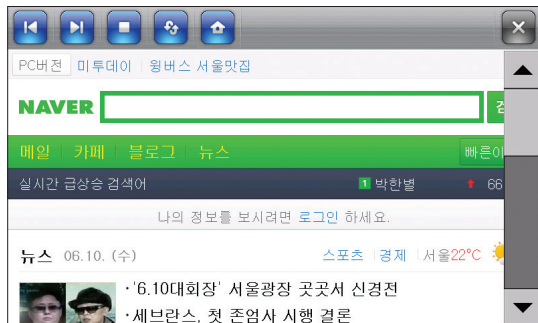 PC버전 미투데이 윙버스 서울맛집
NAVER
메일 카페 블로그 뉴스 빠른이
실시간 급상승 검색어 1 박한별 66
나의 정보를 보시려면 로그인 하세요.
뉴스 06.10. (수) 스포츠 경제 서울22°C
·'6.10대회장' 서울광장 곳곳서 신경전
·세브란스, 첫 존엄사 시행 결론